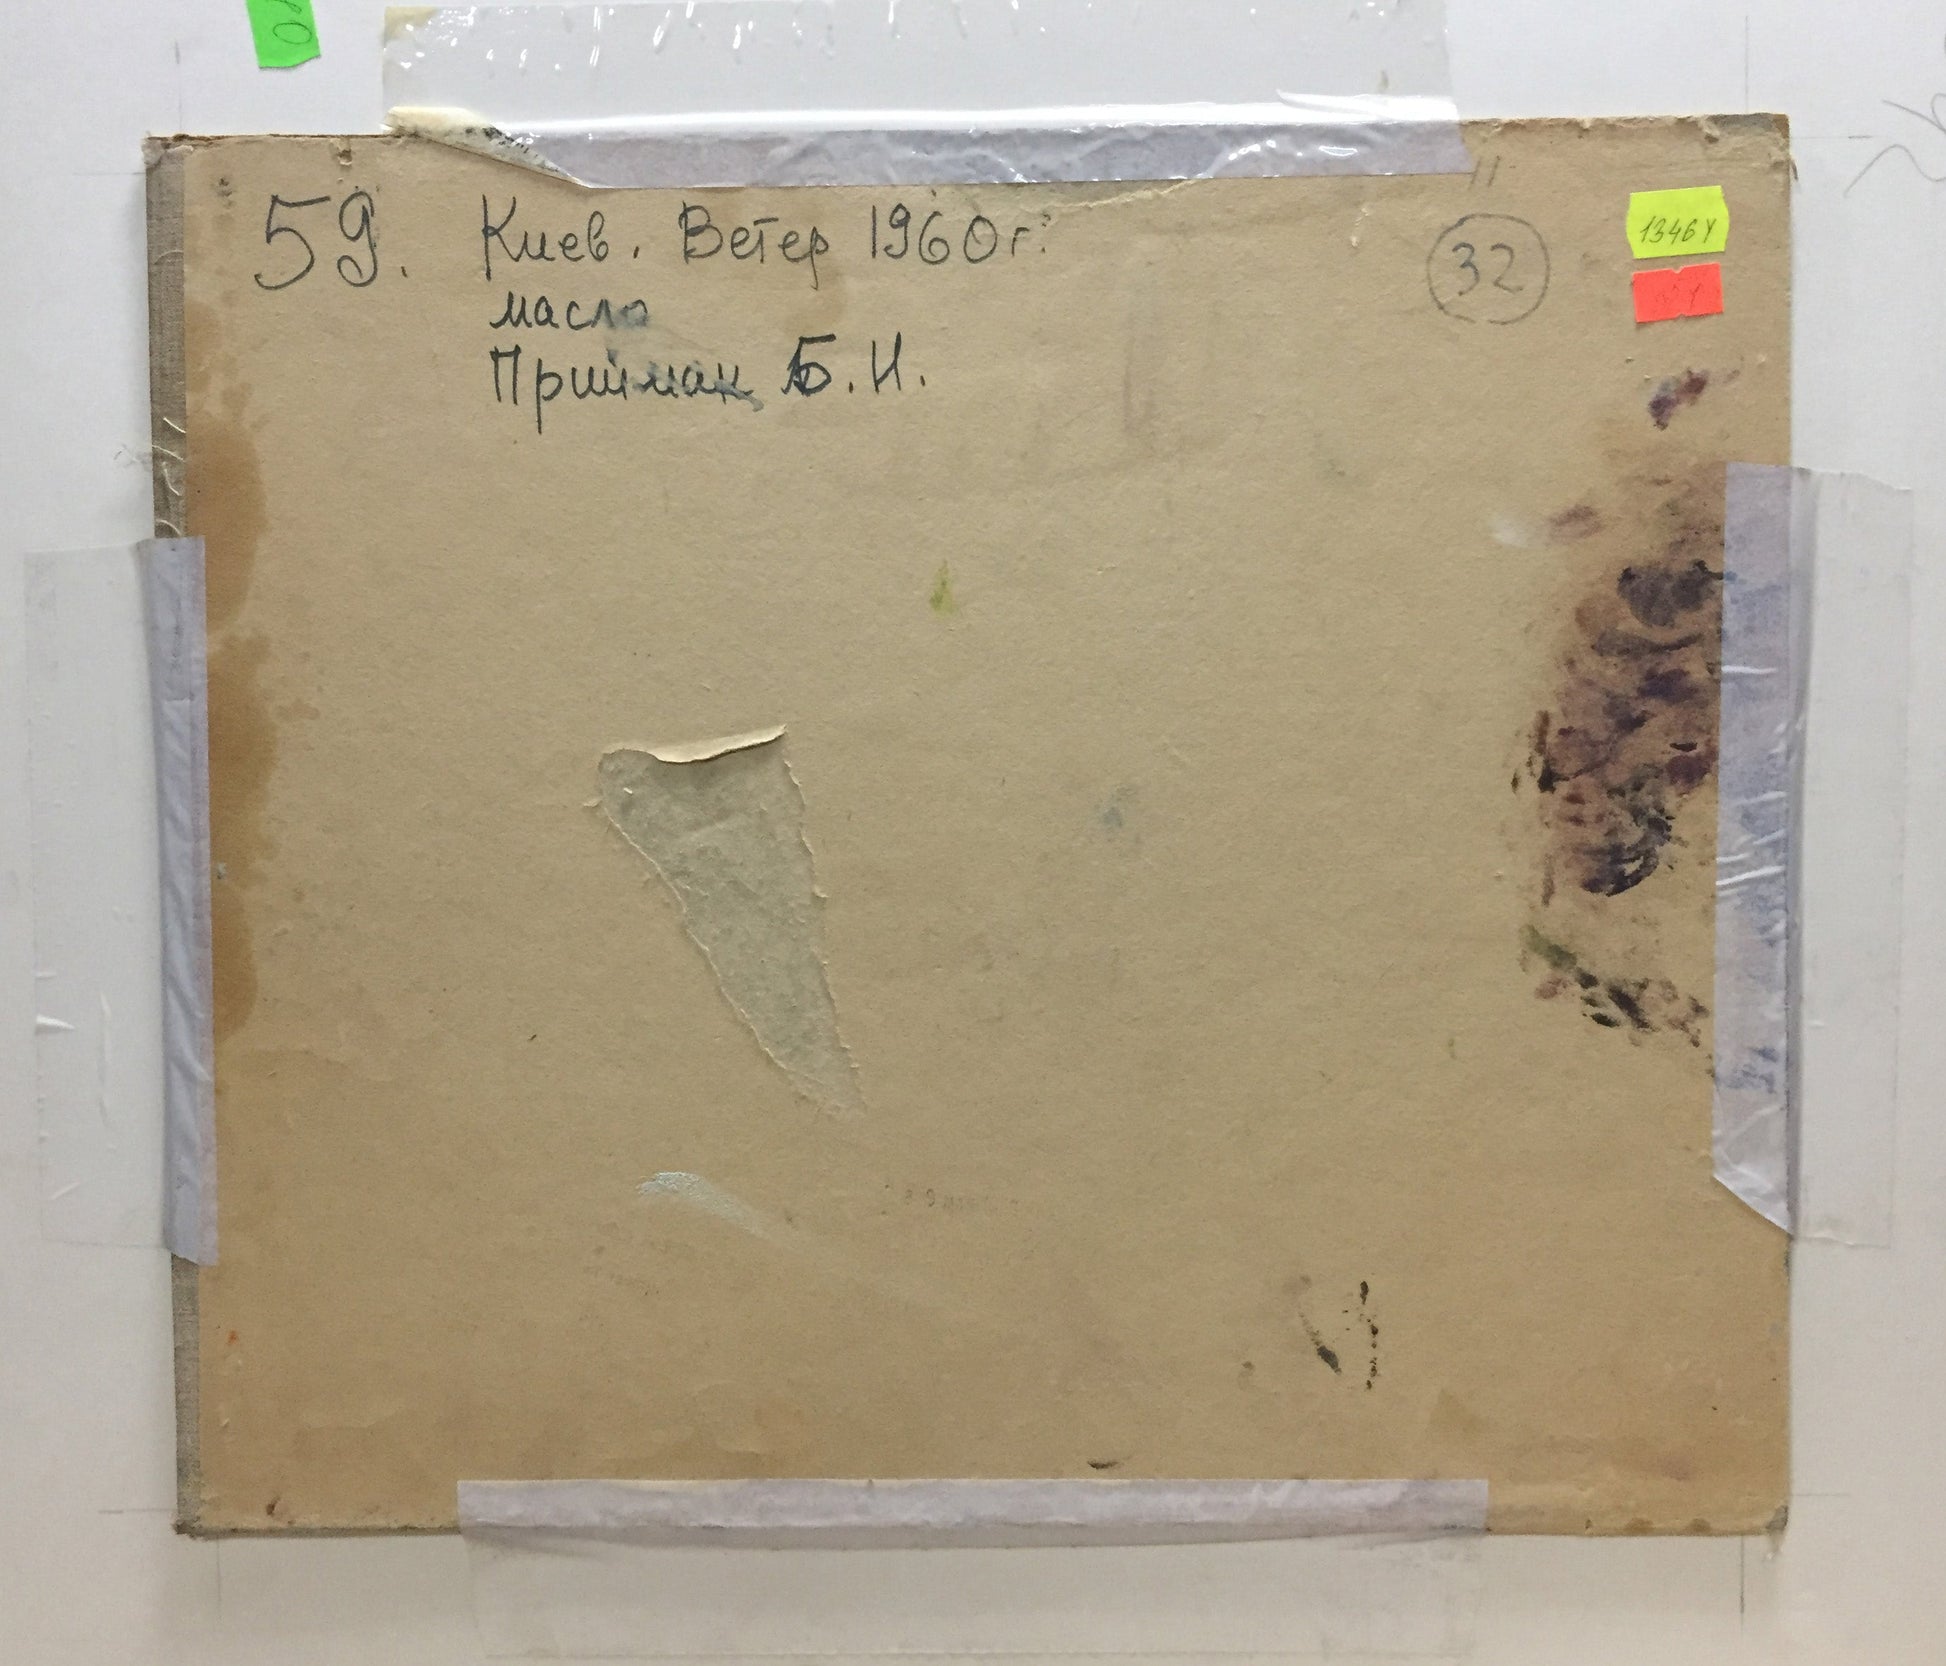 59. Киев. Ветер 1960г.
масло
Приймак Б. И.
32
1346У